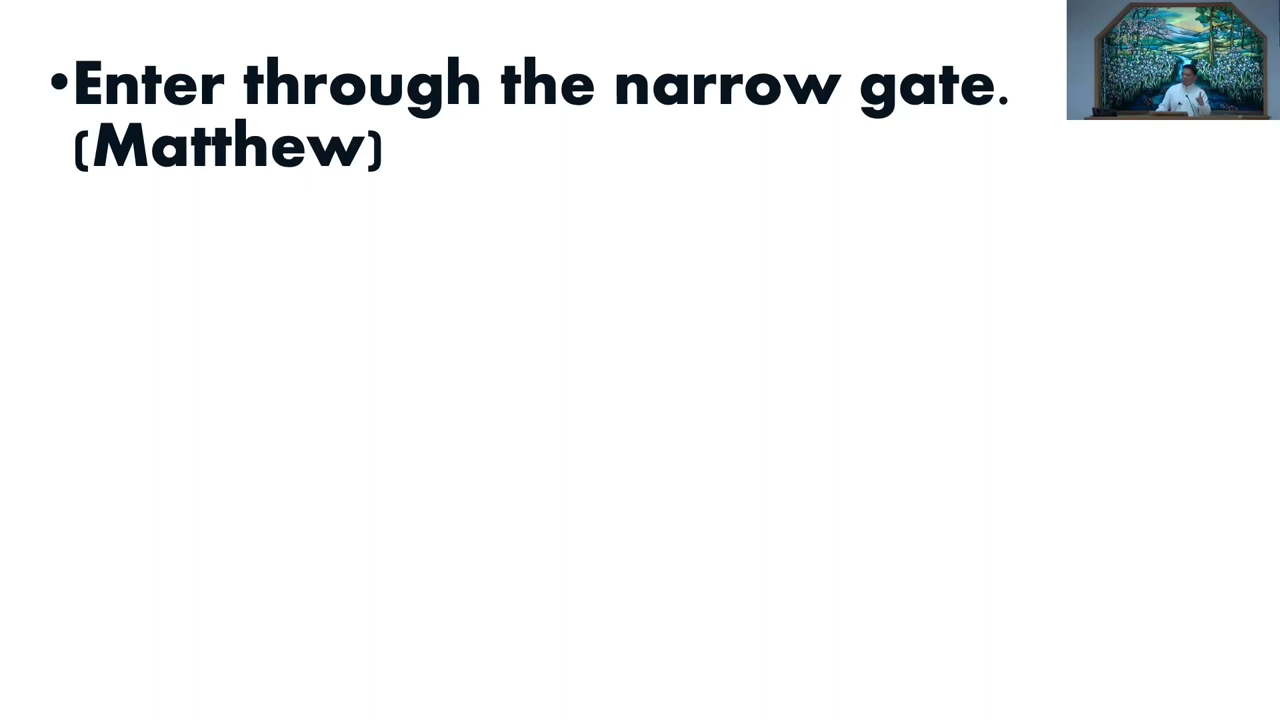 •Enter through the narrow gate.
(Matthew)